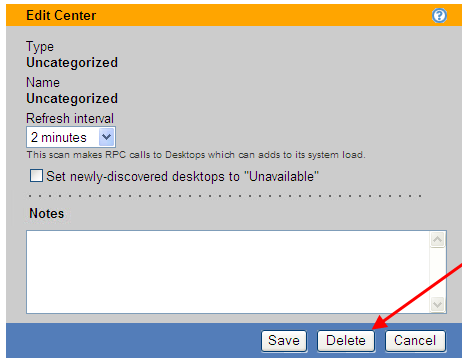 Edit Center
?
Type
Uncategorized
Name
Uncategorized
Refresh interval
2 minutes
This scan makes RPC calls to Desktops which can adds to its system load.
Set newly-discovered desktops to "Unavailable"
Notes
Save Delete Cancel